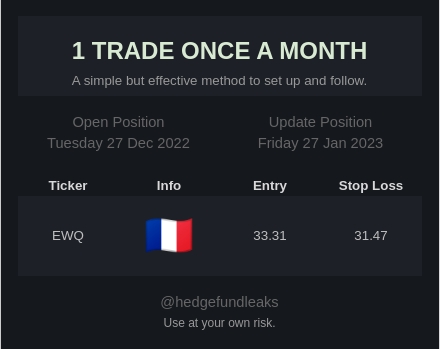 1 TRADE ONCE A MONTH
A simple but effective method to set up and follow.
Open Position Update Position
Tuesday 27 Dec 2022 Friday 27 Jan 2023
Ticker Info Entry Stop Loss
EWQ 33.31 31.47
@hedgefundleaks
Use at your own risk.